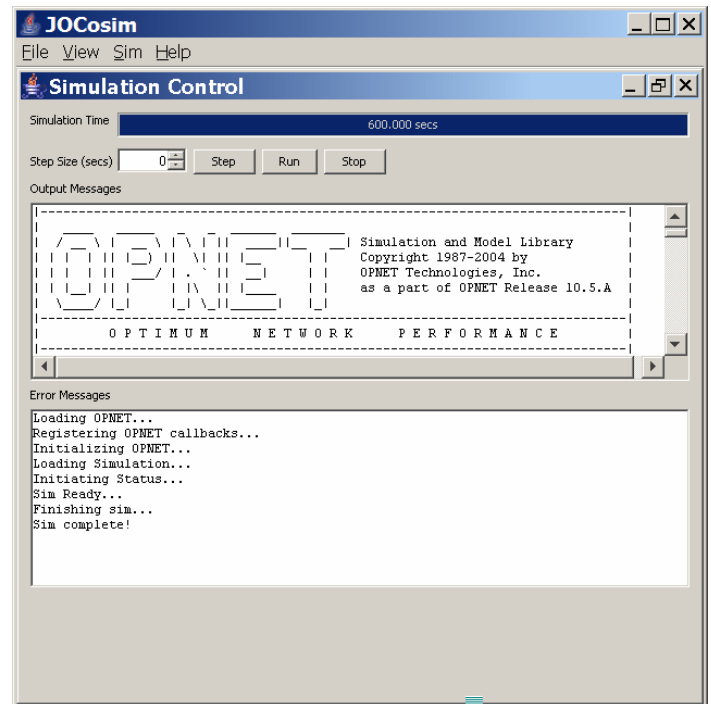 JOCosim
File View Sim Help
Simulation Control
Simulation Time 600.000 secs
Step Size (secs) 0 Step Run Stop
Output Messages
OPNET
Simulation and Model Library
Copyright 1987-2004 by
OPNET Technologies, Inc.
as a part of OPNET Release 10.5.A
O P T I M U M N E T W O R K P E R F O R M A N C E
Error Messages
Loading OPNET...
Registering OPNET callbacks...
Initializing OPNET...
Loading Simulation...
Initiating Status...
Sim Ready...
Finishing sim...
Sim complete!